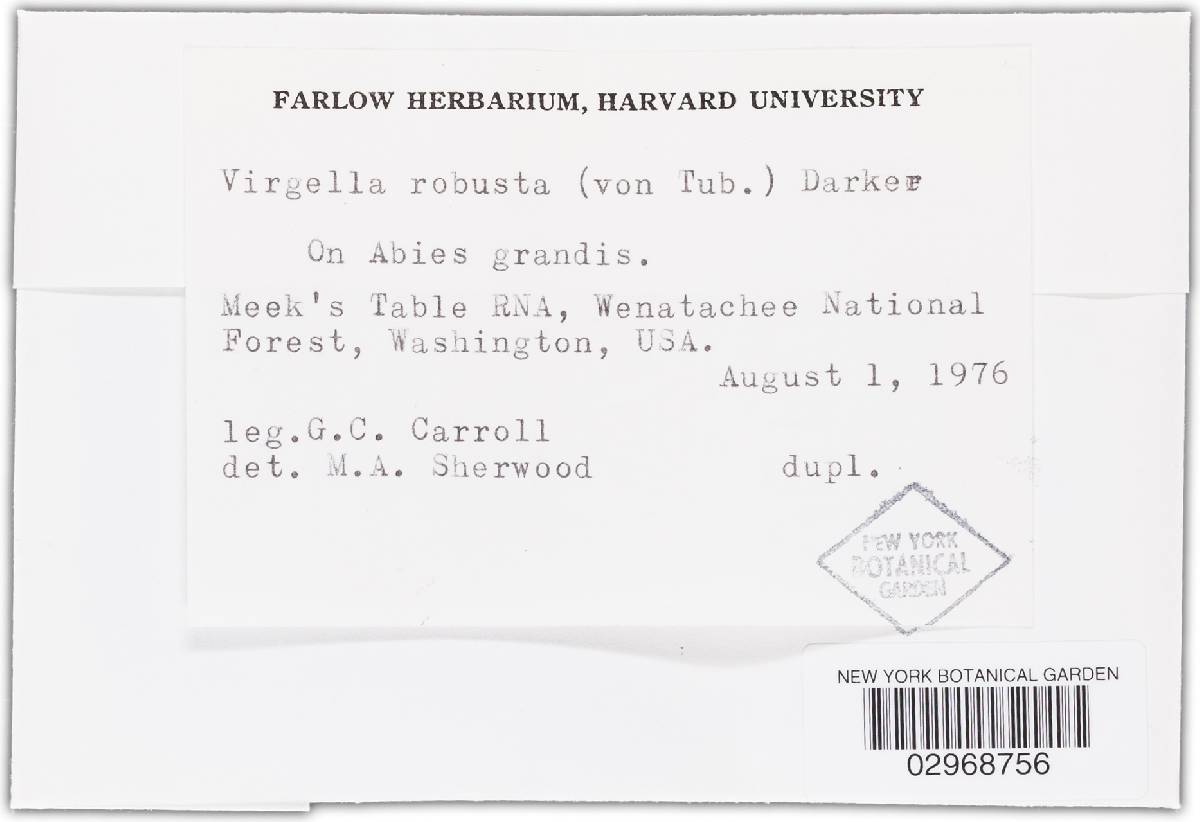 FARLOW HERBARIUM, HARVARD UNIVERSITY
Virgella robusta (von Tub.) Darker
On Abies grandis.
Meek's Table RNA, Wenatachee National
Forest, Washington, USA.
August 1, 1976
leg.G.C. Carroll
det. M.A. Sherwood dupl.
NEW YORK
BOTANICAL
GARDEN
NEW YORK BOTANICAL GARDEN
02968756